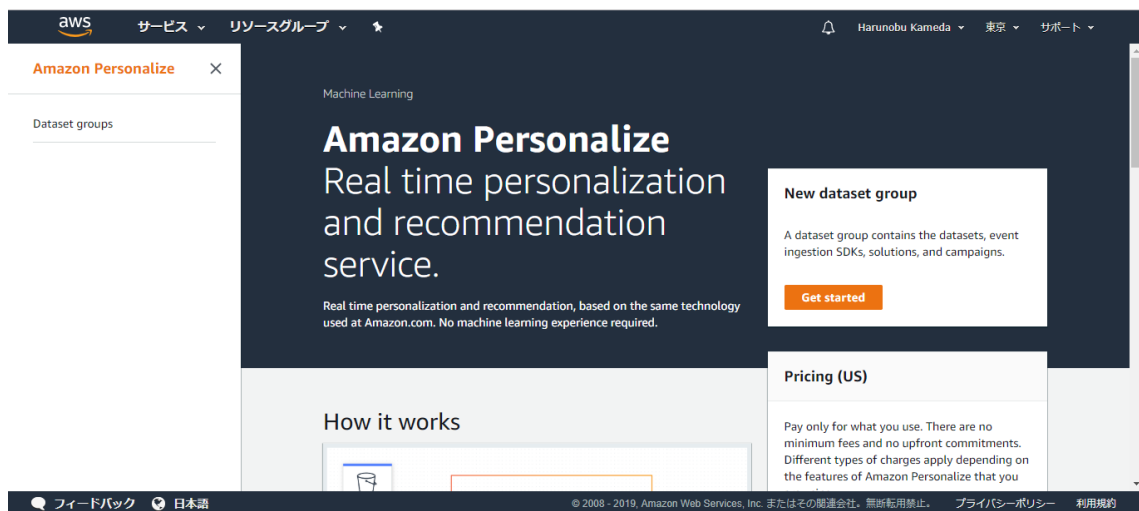 aws サービス リソースグループ Harunobu Kameda 東京 サポート
Amazon Personalize
Dataset groups
Machine Learning
Amazon Personalize
Real time personalization
and recommendation
service.
Real time personalization and recommendation, based on the same technology
used at Amazon.com. No machine learning experience required.
New dataset group
A dataset group contains the datasets, event
ingestion SDKs, solutions, and campaigns.
Get started
Pricing (US)
Pay only for what you use. There are no
minimum fees and no upfront commitments.
Different types of charges apply depending on
the features of Amazon Personalize that you
How it works
フィードバック 日本語 © 2008 - 2019, Amazon Web Services, Inc. またはその関連会社。無断転用禁止。 プライバシーポリシー 利用規約